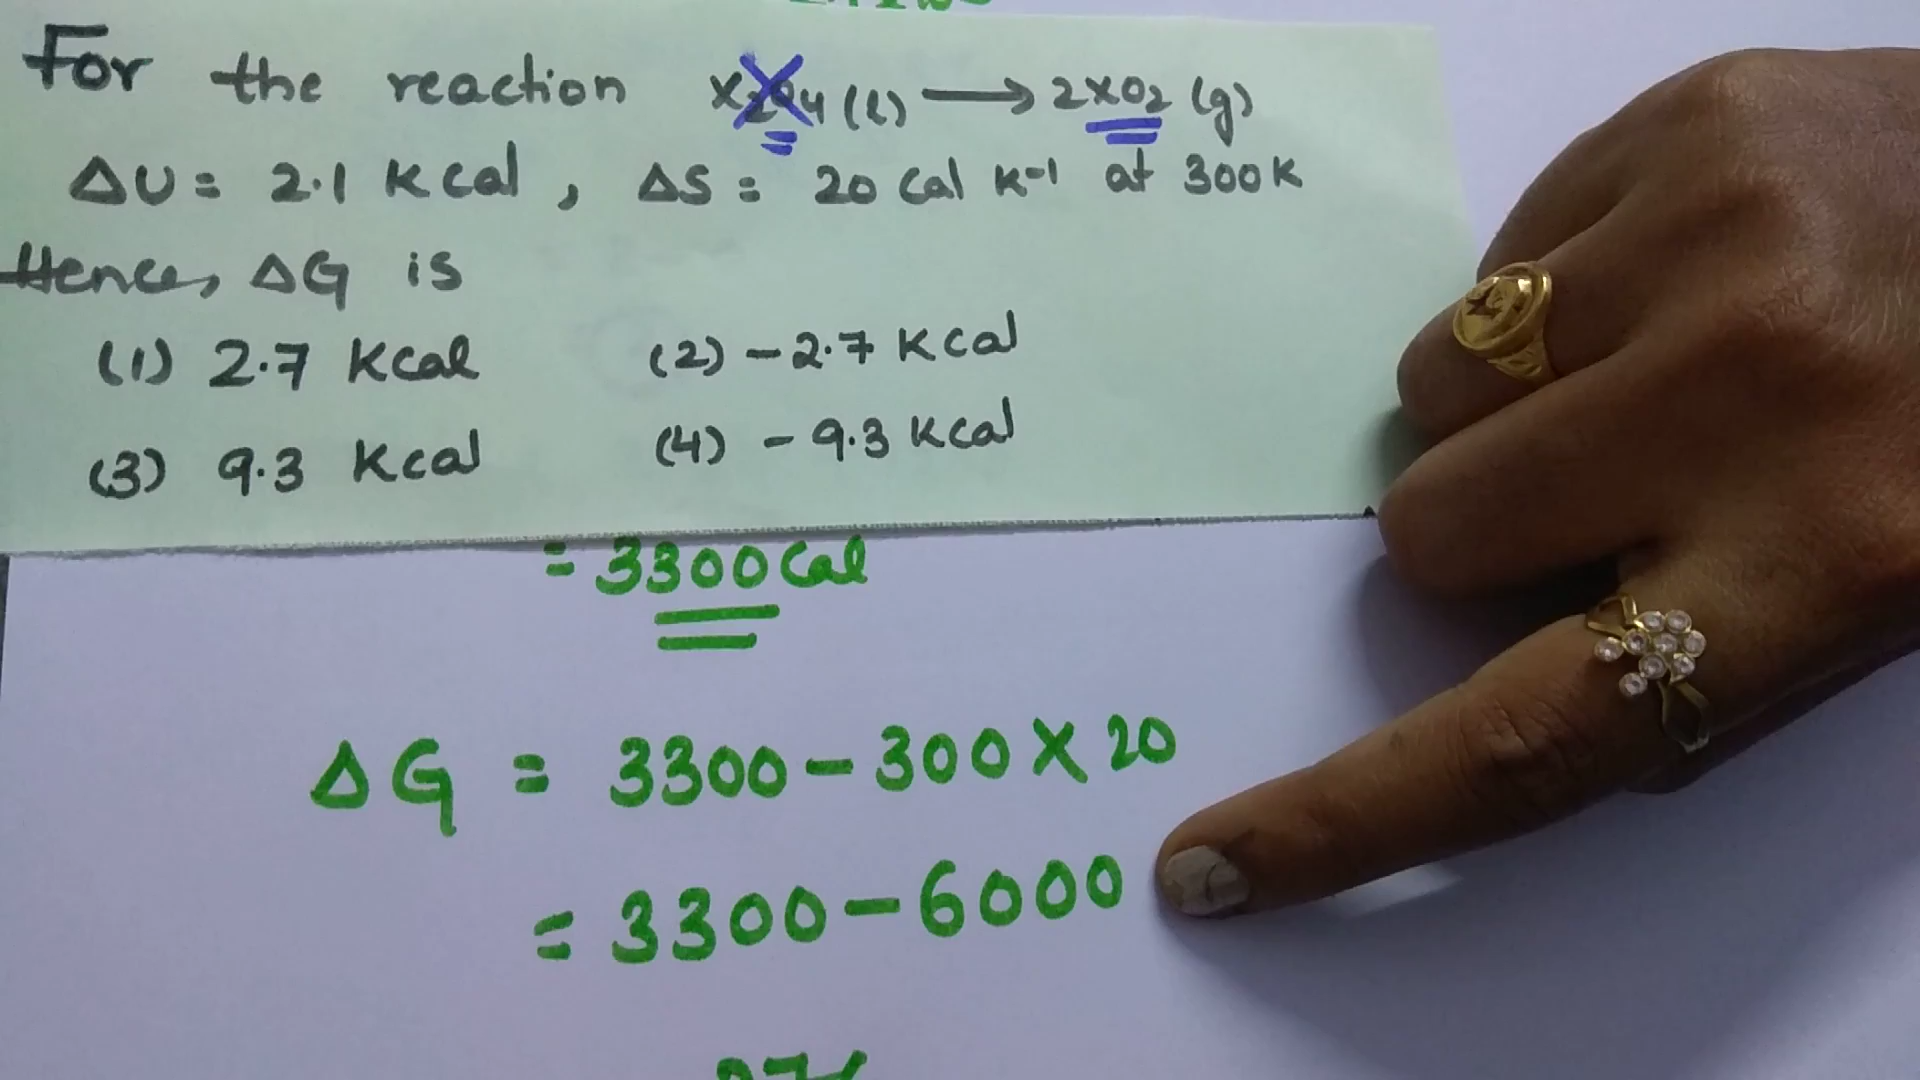 For the reaction X2O4 (l) → 2XO2 (g)
ΔU = 2.1 Kcal, ΔS = 20 Cal K-1 at 300K
Hence, ΔG is
(1) 2.7 Kcal (2) -2.7 Kcal
(3) 9.3 Kcal (4) - 9.3 Kcal
= 3300 Cal
ΔG = 3300 - 300 X 20
= 3300 - 6000